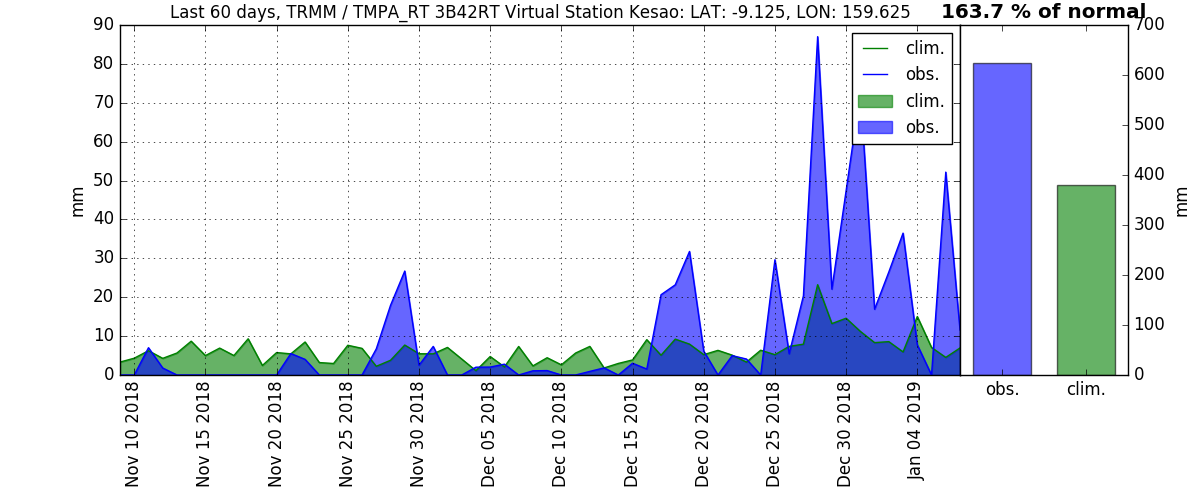 Last 60 days, TRMM / TMPA_RT 3B42RT Virtual Station Kesao: LAT: -9.125, LON: 159.625
163.7 % of normal
90
80
70
60
50
40
30
20
10
0
mm
clim.
obs.
clim.
obs.
700
600
500
400
300
200
100
0
mm
obs.
clim.
Nov 10 2018
Nov 15 2018
Nov 20 2018
Nov 25 2018
Nov 30 2018
Dec 05 2018
Dec 10 2018
Dec 15 2018
Dec 20 2018
Dec 25 2018
Dec 30 2018
Jan 04 2019